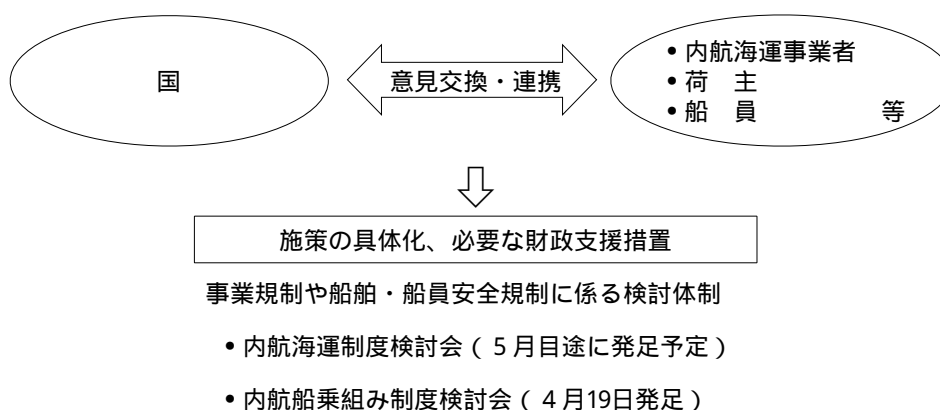 国
意見交換・連携
• 内航海運事業者
• 荷　主
• 船　員　　　　　等
施策の具体化、必要な財政支援措置
事業規制や船舶・船員安全規制に係る検討体制
• 内航海運制度検討会（５月目途に発足予定）
• 内航船乗組み制度検討会（４月19日発足）